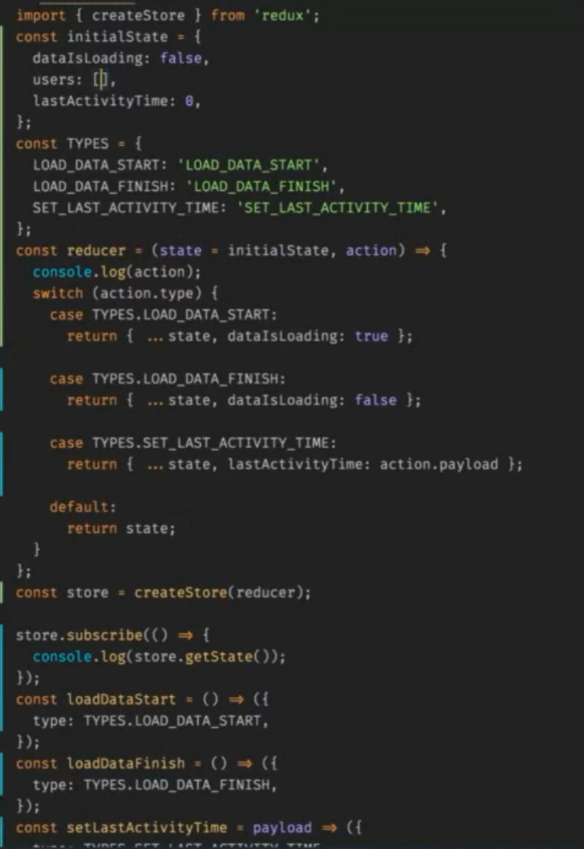 import { createStore } from 'redux';
const initialState = {
  dataIsLoading: false,
  users: [],
  lastActivityTime: 0,
};
const TYPES = {
  LOAD_DATA_START: 'LOAD_DATA_START',
  LOAD_DATA_FINISH: 'LOAD_DATA_FINISH',
  SET_LAST_ACTIVITY_TIME: 'SET_LAST_ACTIVITY_TIME',
};
const reducer = (state = initialState, action) ⇒ {
  console.log(action);
  switch (action.type) {
    case TYPES.LOAD_DATA_START:
      return { ...state, dataIsLoading: true };

    case TYPES.LOAD_DATA_FINISH:
      return { ...state, dataIsLoading: false };

    case TYPES.SET_LAST_ACTIVITY_TIME:
      return { ...state, lastActivityTime: action.payload };

    default:
      return state;
  }
};
const store = createStore(reducer);

store.subscribe(() ⇒ {
  console.log(store.getState());
});
const loadDataStart = () ⇒ ({
  type: TYPES.LOAD_DATA_START,
});
const loadDataFinish = () ⇒ ({
  type: TYPES.LOAD_DATA_FINISH,
});
const setLastActivityTime = payload ⇒ ({